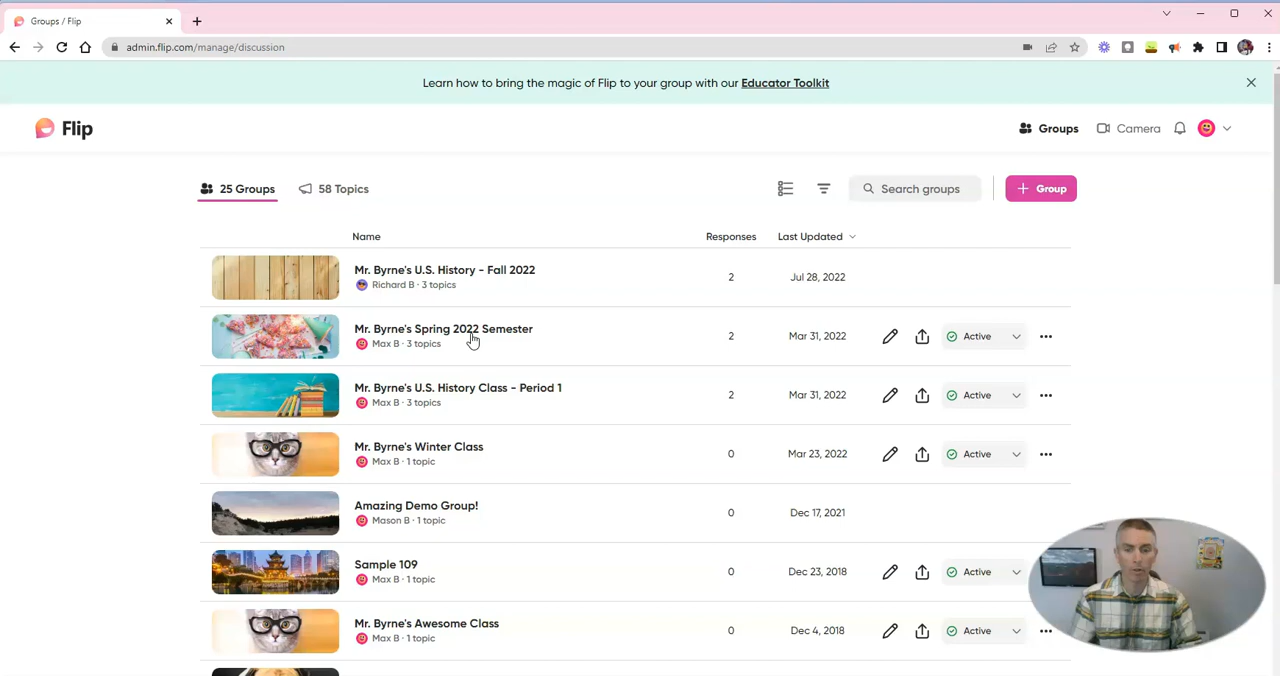 Groups / Flip
admin.flip.com/manage/discussion
Learn how to bring the magic of Flip to your group with our Educator Toolkit
Flip
Groups
Camera
25 Groups
58 Topics
Search groups
+ Group
Name
Responses
Last Updated
Mr. Byrne's U.S. History - Fall 2022
Richard B · 3 topics
2
Jul 28, 2022
Mr. Byrne's Spring 2022 Semester
Max B · 3 topics
2
Mar 31, 2022
Active
Mr. Byrne's U.S. History Class - Period 1
Max B · 3 topics
2
Mar 31, 2022
Active
Mr. Byrne's Winter Class
Max B · 1 topic
0
Mar 23, 2022
Active
Amazing Demo Group!
Mason B · 1 topic
0
Dec 17, 2021
Sample 109
Max B · 1 topic
0
Dec 23, 2018
Active
Mr. Byrne's Awesome Class
Max B · 1 topic
0
Dec 4, 2018
Active